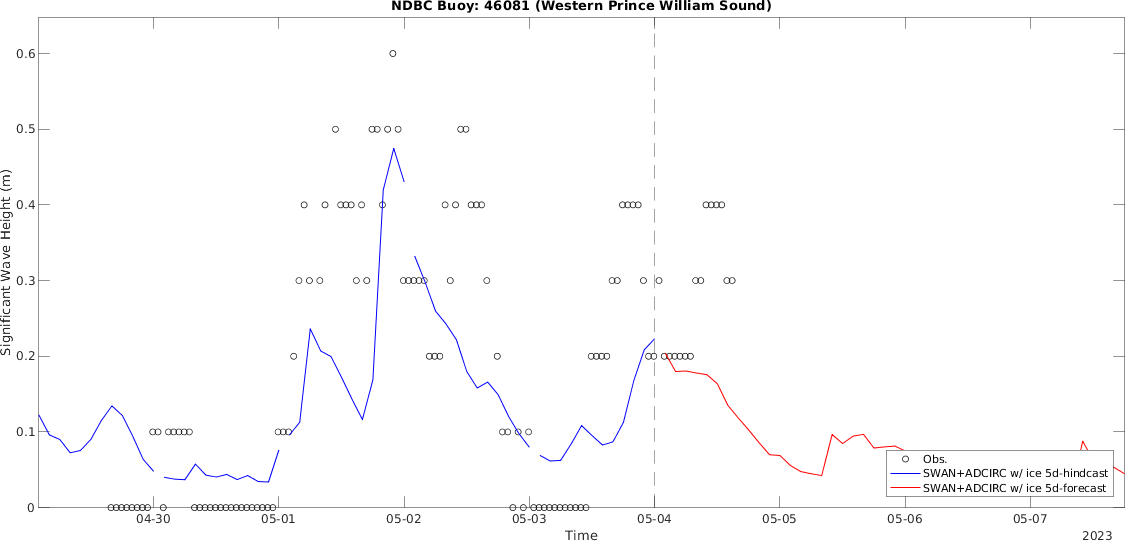 NDBC Buoy: 46081 (Western Prince William Sound)
Significant Wave Height (m)
0.6
0.5
0.4
0.3
0.2
0.1
0
Obs.
SWAN+ADCIRC w/ ice 5d-hindcast
SWAN+ADCIRC w/ ice 5d-forecast
04-30 05-01 05-02 05-03 05-04 05-05 05-06 05-07
Time
2023